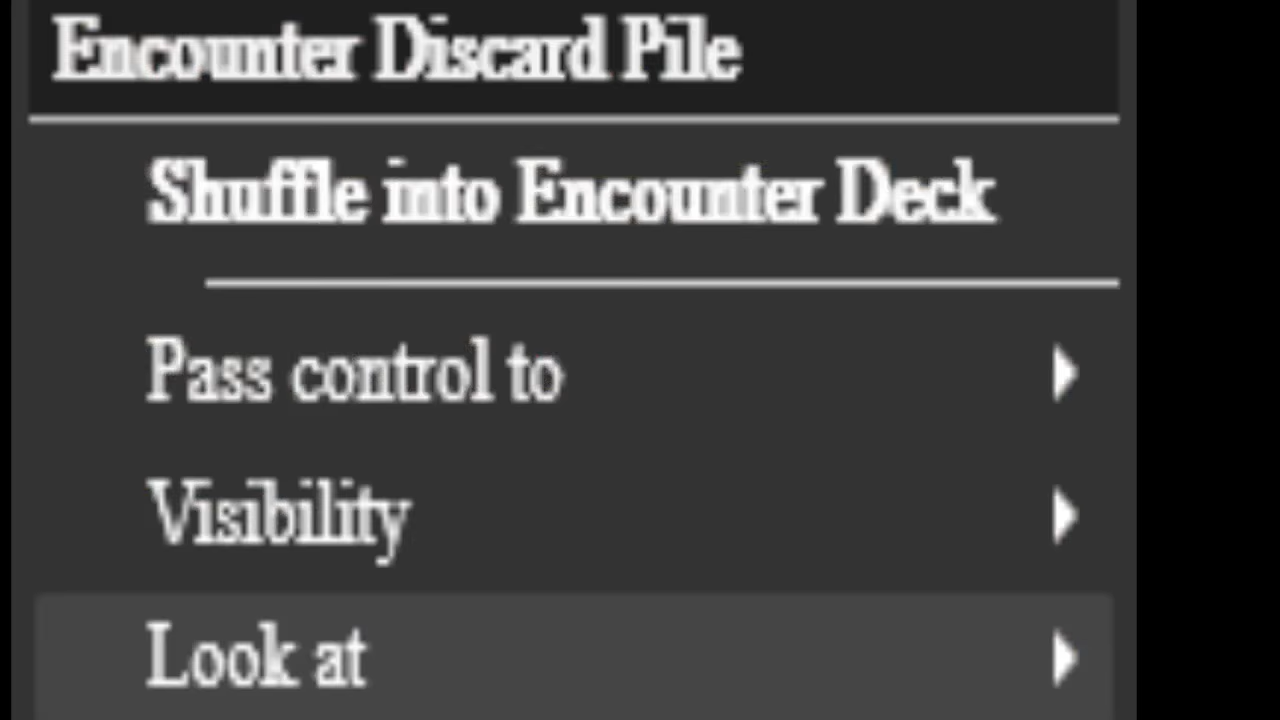 Encounter Discard Pile
Shuffle into Encounter Deck
Pass control to
Visibility
Look at